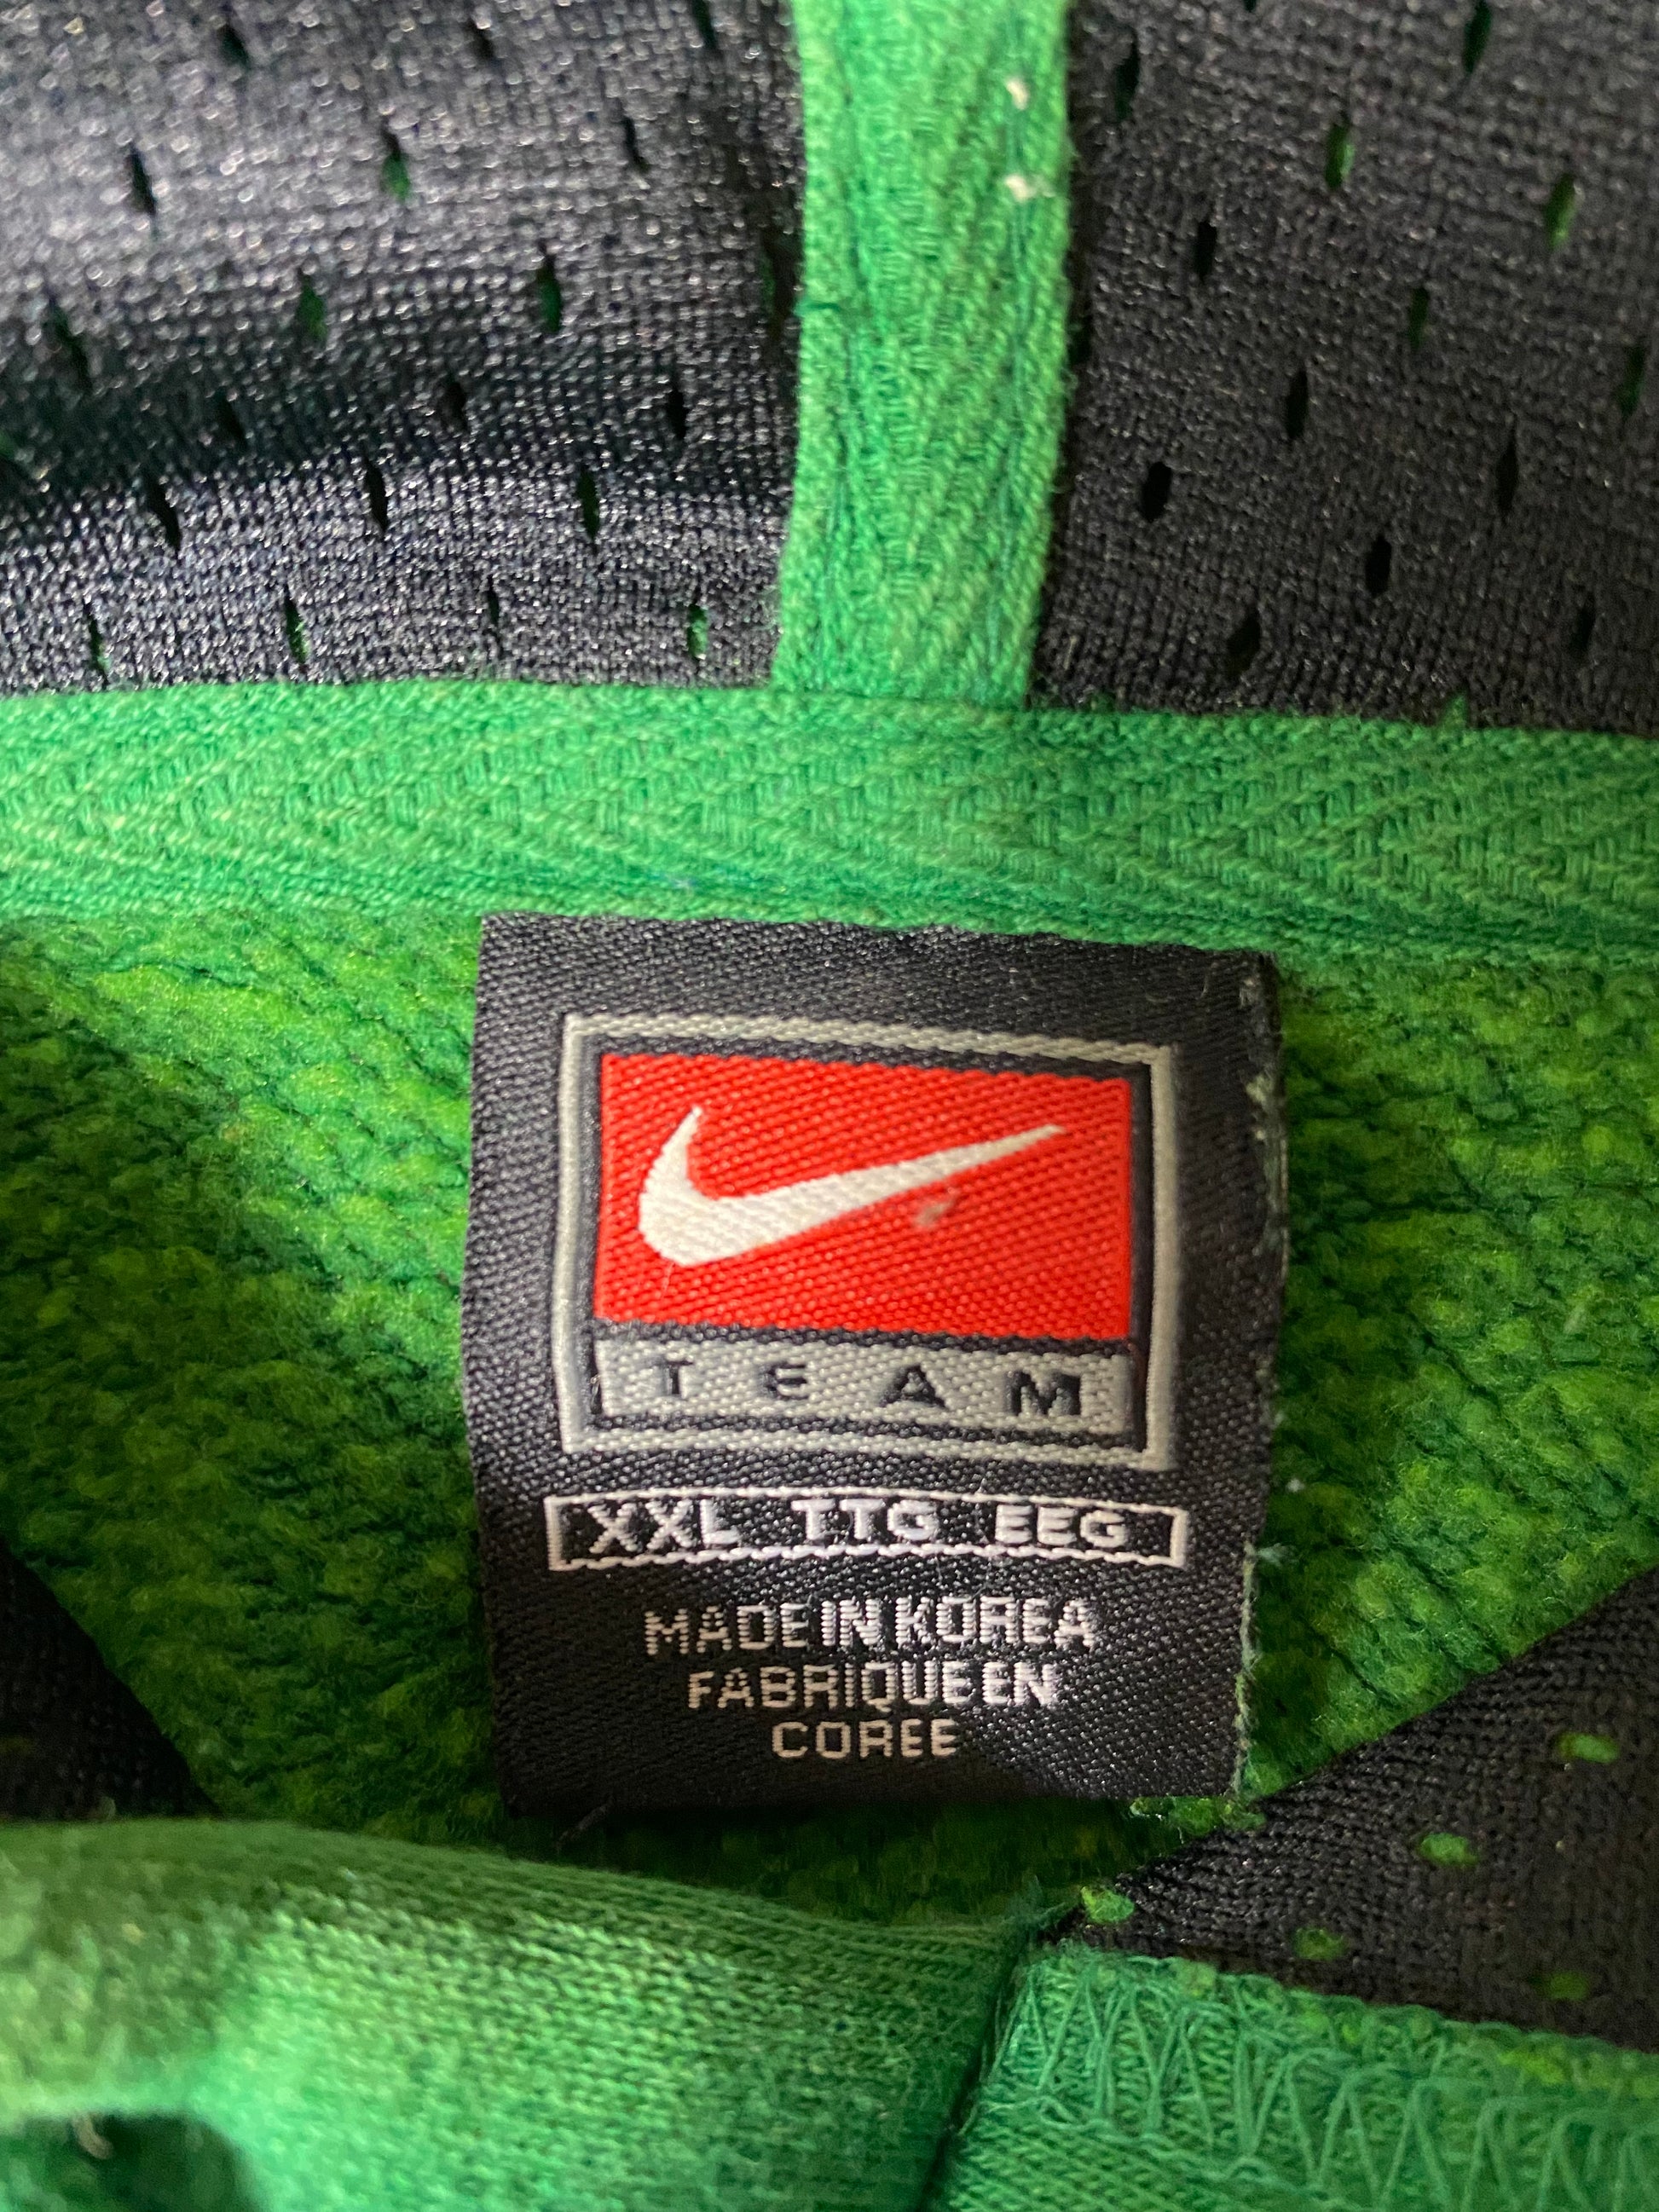 TEAM
XXL TTG EEG
MADE IN KOREA
FABRIQUE EN
COREE